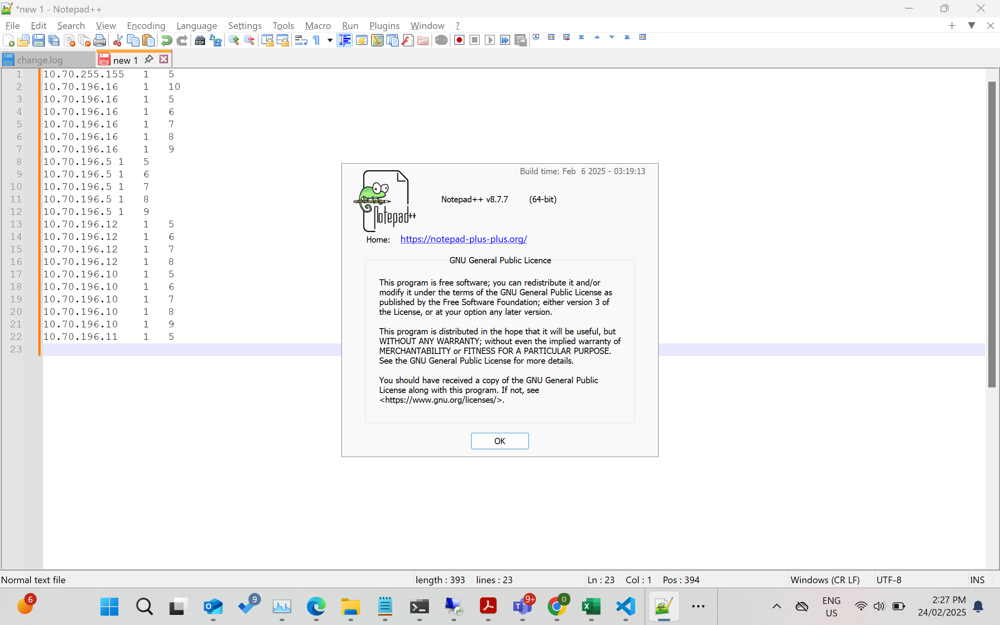 *new 1 - Notepad++
File Edit Search View Encoding Language Settings Tools Macro Run Plugins Window ?
change.log new 1
1 10.70.255.155 1 5
2 10.70.196.16 1 10
3 10.70.196.16 1 5
4 10.70.196.16 1 6
5 10.70.196.16 1 7
6 10.70.196.16 1 8
7 10.70.196.16 1 9
8 10.70.196.5 1 5
9 10.70.196.5 1 6
10 10.70.196.5 1 7
11 10.70.196.5 1 8
12 10.70.196.5 1 9
13 10.70.196.12 1 5
14 10.70.196.12 1 6
15 10.70.196.12 1 7
16 10.70.196.12 1 8
17 10.70.196.10 1 5
18 10.70.196.10 1 6
19 10.70.196.10 1 7
20 10.70.196.10 1 8
21 10.70.196.10 1 9
22 10.70.196.11 1 5
23
Build time: Feb 6 2025 - 03:19:13
Notepad++
Notepad++ v8.7.7 (64-bit)
Home: https://notepad-plus-plus.org/
GNU General Public Licence
This program is free software; you can redistribute it and/or
modify it under the terms of the GNU General Public License as
published by the Free Software Foundation; either version 3 of
the License, or at your option any later version.
This program is distributed in the hope that it will be useful, but
WITHOUT ANY WARRANTY; without even the implied warranty of
MERCHANTABILITY or FITNESS FOR A PARTICULAR PURPOSE.
See the GNU General Public License for more details.
You should have received a copy of the GNU General Public
License along with this program. If not, see
<https://www.gnu.org/licenses/>.
OK
Normal text file length : 393 lines : 23 Ln : 23 Col : 1 Pos : 394 Windows (CR LF) UTF-8 INS
6 9 9+ 0
ENG
US
2:27 PM
24/02/2025